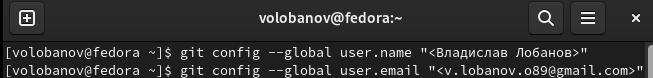 volobanov@fedora:~
[volobanov@fedora ~]$ git config --global user.name "<Владислав Лобанов>"
[volobanov@fedora ~]$ git config --global user.email "<v.lobanov.o89@gmail.com>"